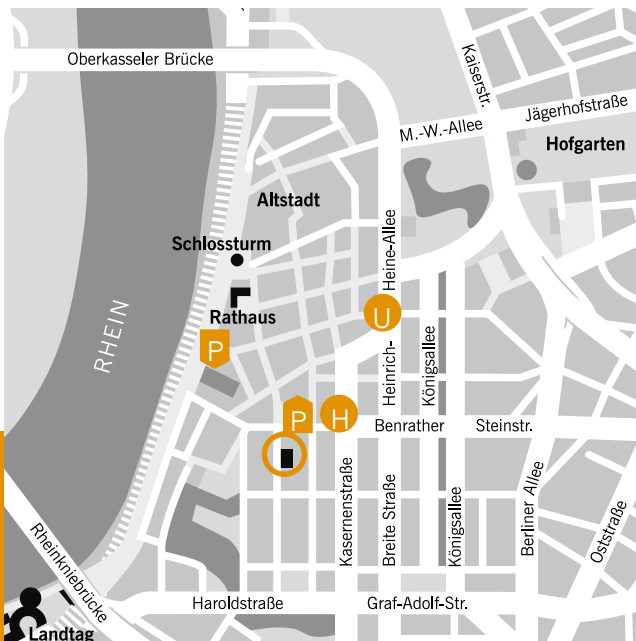 Oberkasseler Brücke
Kaiserstr.
Jägerhofstraße
M.-W.-Allee
Hofgarten
Altstadt
Schlossturm
Heine-Allee
Rathaus
U
RHEIN
P
Heinrich-
Königsallee
P
H
Benrather
Steinstr.
Kasernenstraße
Breite Straße
Königsallee
Berliner Allee
Oststraße
Rheinkniebrücke
Haroldstraße
Graf-Adolf-Str.
Landtag